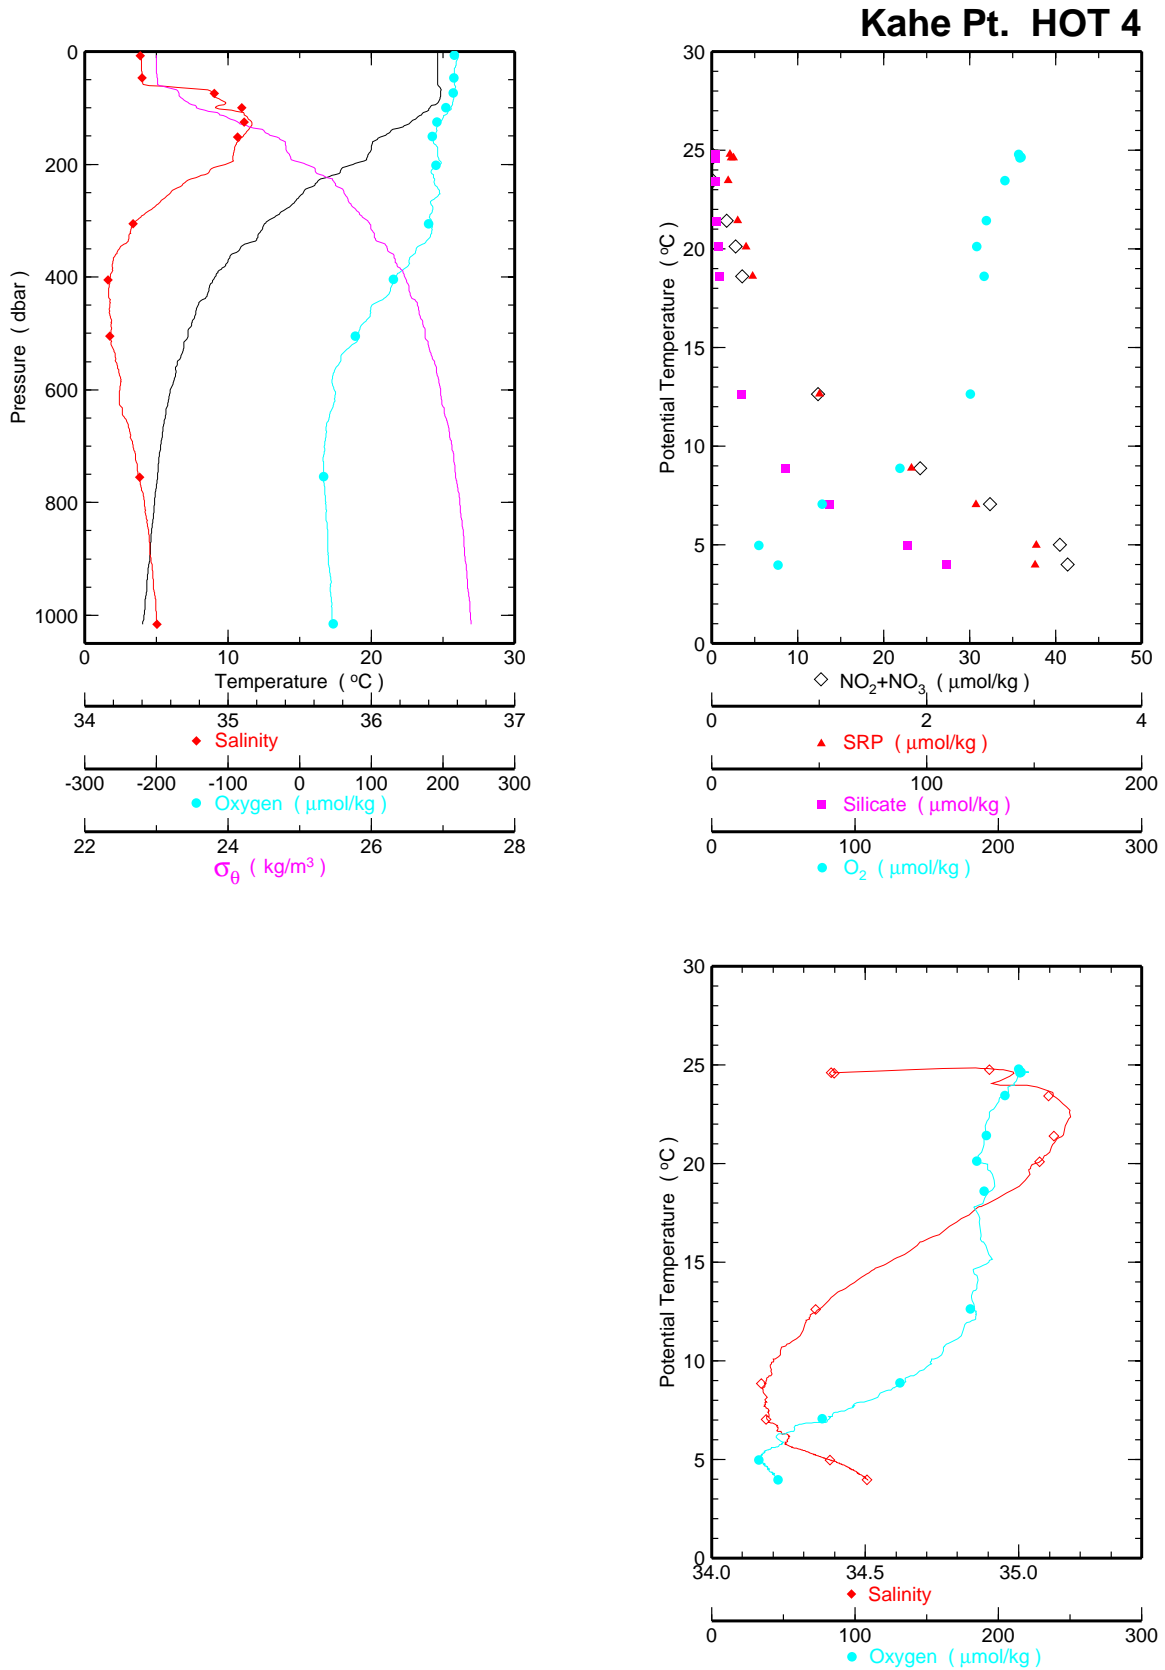 Kahe Pt. HOT 4
0
200
400
600
800
1000
Pressure ( dbar )
0 10 20 30
Temperature ( °C )
34 35 36 37
Salinity
-300 -200 -100 0 100 200 300
Oxygen ( μmol/kg )
22 24 26 28
σθ ( kg/m³ )
30
25
20
15
10
5
0
Potential Temperature ( °C )
0 10 20 30 40 50
NO₂+NO₃ ( μmol/kg )
0 2 4
SRP ( μmol/kg )
0 100 200
Silicate ( μmol/kg )
0 100 200 300
O₂ ( μmol/kg )
30
25
20
15
10
5
0
Potential Temperature ( °C )
34.0 34.5 35.0
Salinity
0 100 200 300
Oxygen ( μmol/kg )